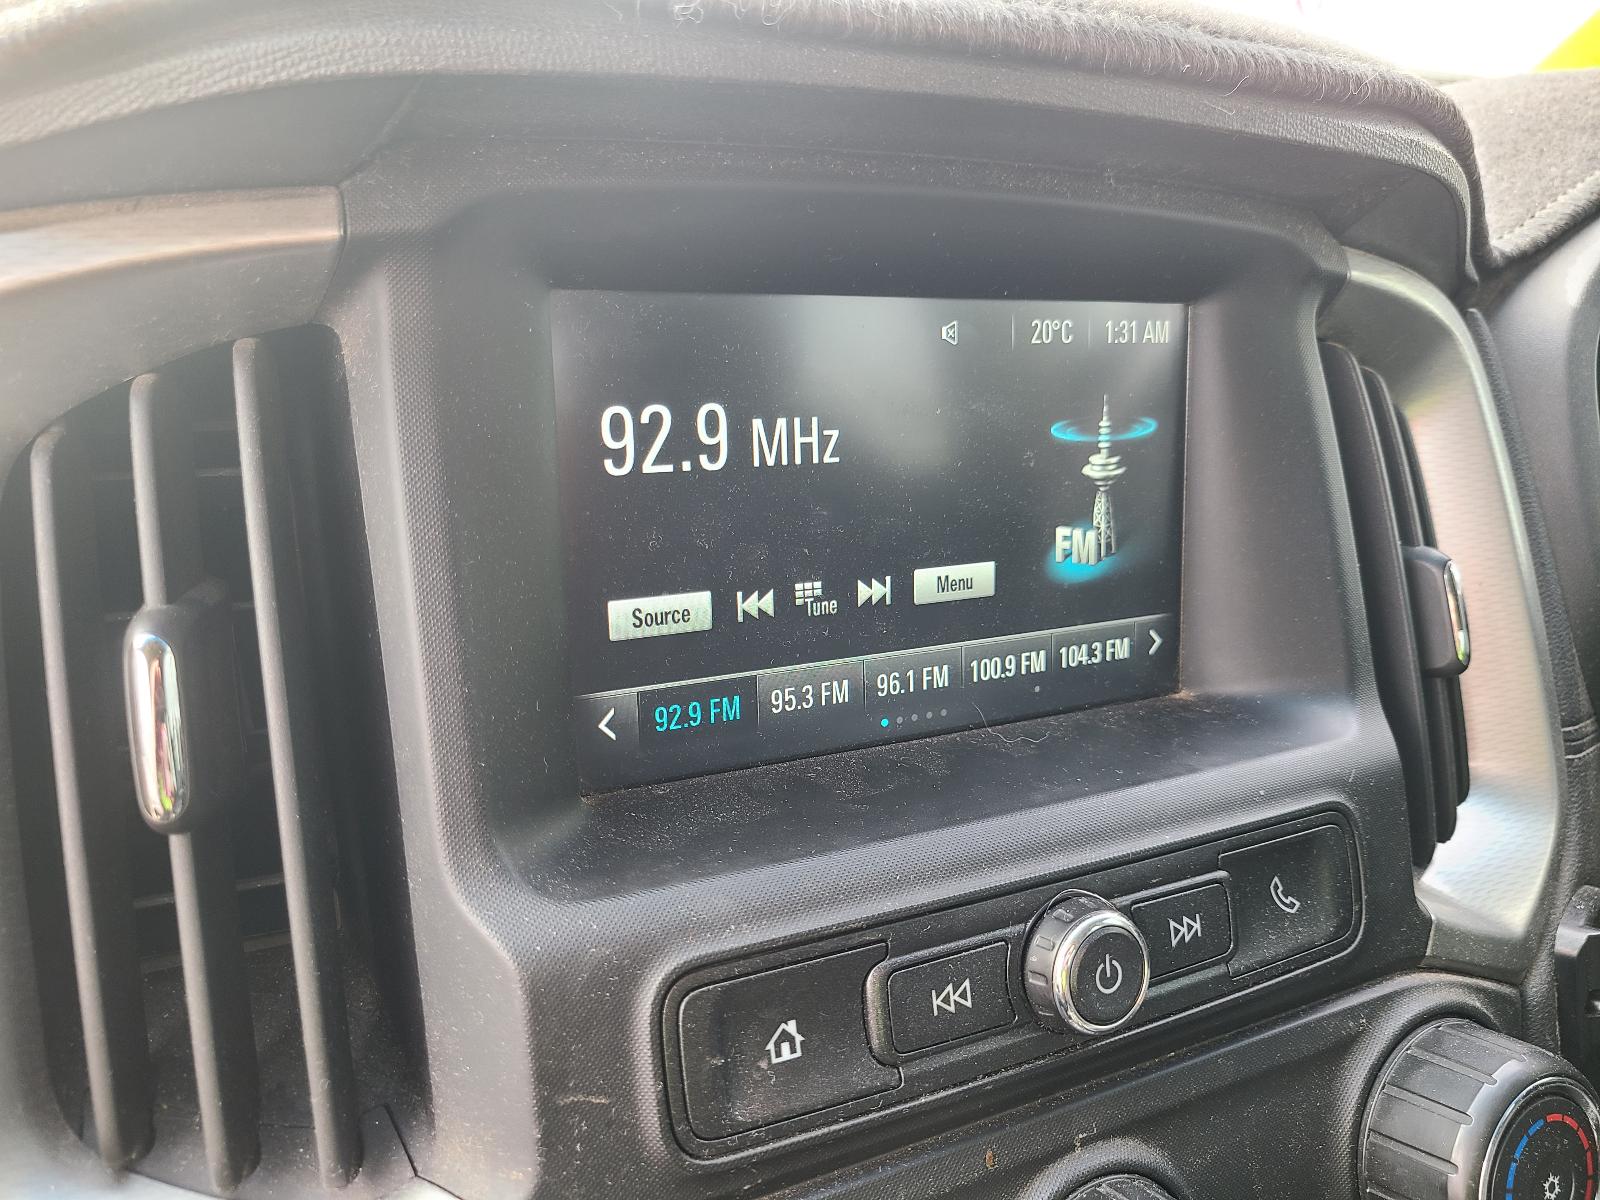 20°C 1:31 AM
92.9 MHz
FM
Source Tune Menu
92.9 FM 95.3 FM 96.1 FM 100.9 FM 104.3 FM